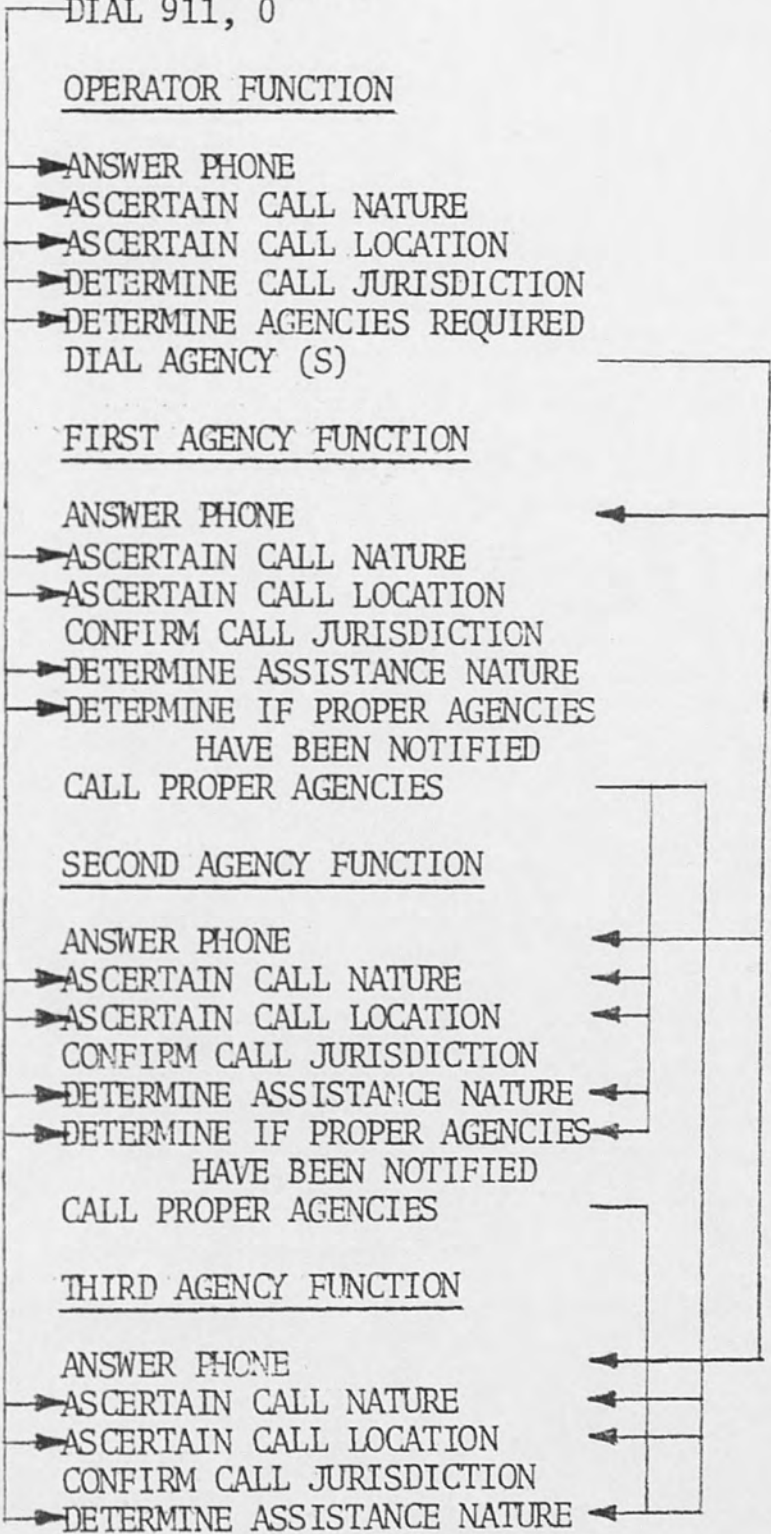 DIAL 911, 0
OPERATOR FUNCTION
ANSWER PHONE
ASCERTAIN CALL NATURE
ASCERTAIN CALL LOCATION
DETERMINE CALL JURISDICTION
DETERMINE AGENCIES REQUIRED
DIAL AGENCY (S)
FIRST AGENCY FUNCTION
ANSWER PHONE
ASCERTAIN CALL NATURE
ASCERTAIN CALL LOCATION
CONFIRM CALL JURISDICTION
DETERMINE ASSISTANCE NATURE
DETERMINE IF PROPER AGENCIES
HAVE BEEN NOTIFIED
CALL PROPER AGENCIES
SECOND AGENCY FUNCTION
ANSWER PHONE
ASCERTAIN CALL NATURE
ASCERTAIN CALL LOCATION
CONFIRM CALL JURISDICTION
DETERMINE ASSISTANCE NATURE
DETERMINE IF PROPER AGENCIES
HAVE BEEN NOTIFIED
CALL PROPER AGENCIES
THIRD AGENCY FUNCTION
ANSWER PHONE
ASCERTAIN CALL NATURE
ASCERTAIN CALL LOCATION
CONFIRM CALL JURISDICTION
DETERMINE ASSISTANCE NATURE